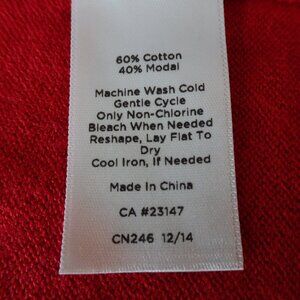 60% Cotton
40% Modal
Machine Wash Cold
Gentle Cycle
Only Non-Chlorine
Bleach When Needed
Reshape, Lay Flat To
Dry
Cool Iron, If Needed
Made In China
CA #23147
CN246 12/14